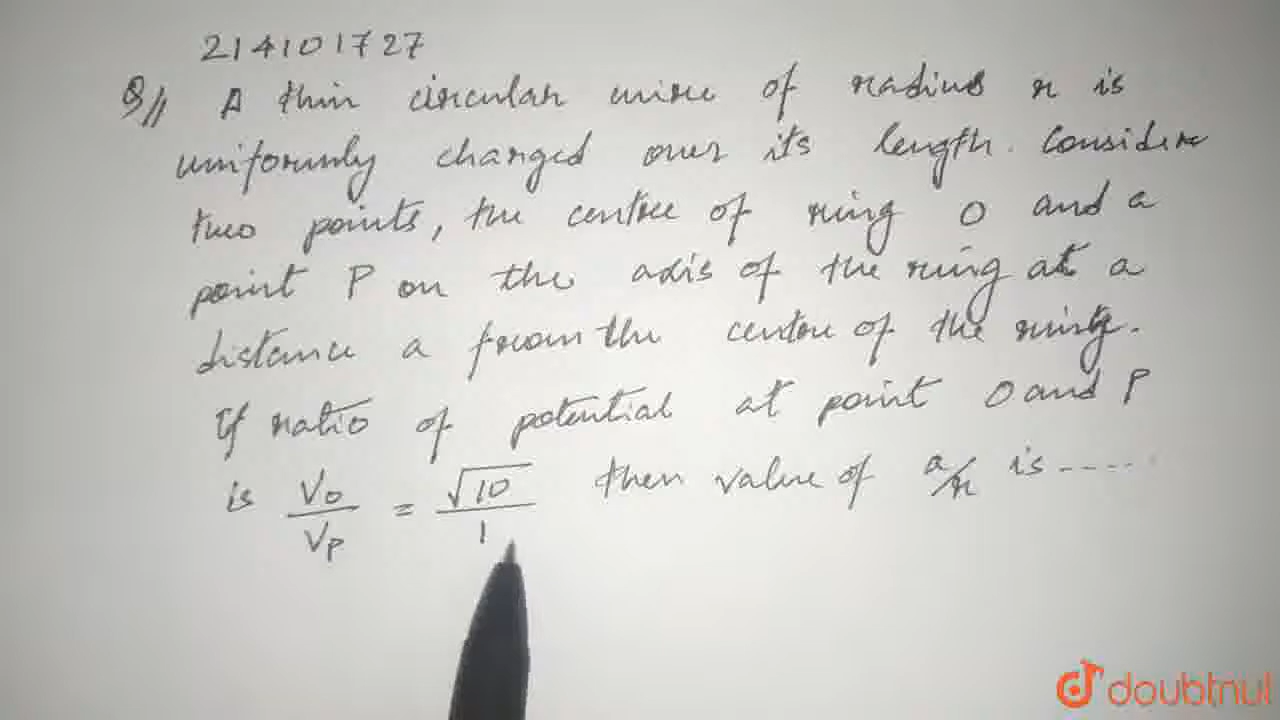 214101727
Q// A thin circular wire of radius r is
uniformly charged over its length. Consider
two points, the centre of ring O and a
point P on the axis of the ring at a
distance a from the centre of the ring.
If ratio of potential at point O and P
is V₀/Vₚ = √10/1 then value of a/r is -----
doubtnut